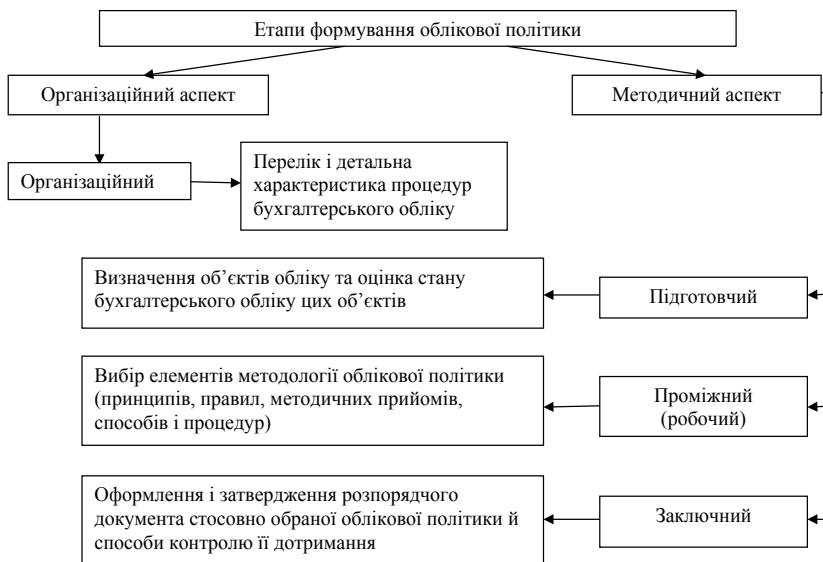 Етапи формування облікової політики
Організаційний аспект
Методичний аспект
Організаційний
Перелік і детальна
характеристика процедур
бухгалтерського обліку
Визначення об’єктів обліку та оцінка стану
бухгалтерського обліку цих об’єктів
Підготовчий
Вибір елементів методології облікової політики
(принципів, правил, методичних прийомів,
способів і процедур)
Проміжний
(робочий)
Оформлення і затвердження розпорядчого
документа стосовно обраної облікової політики й
способи контролю її дотримання
Заключний